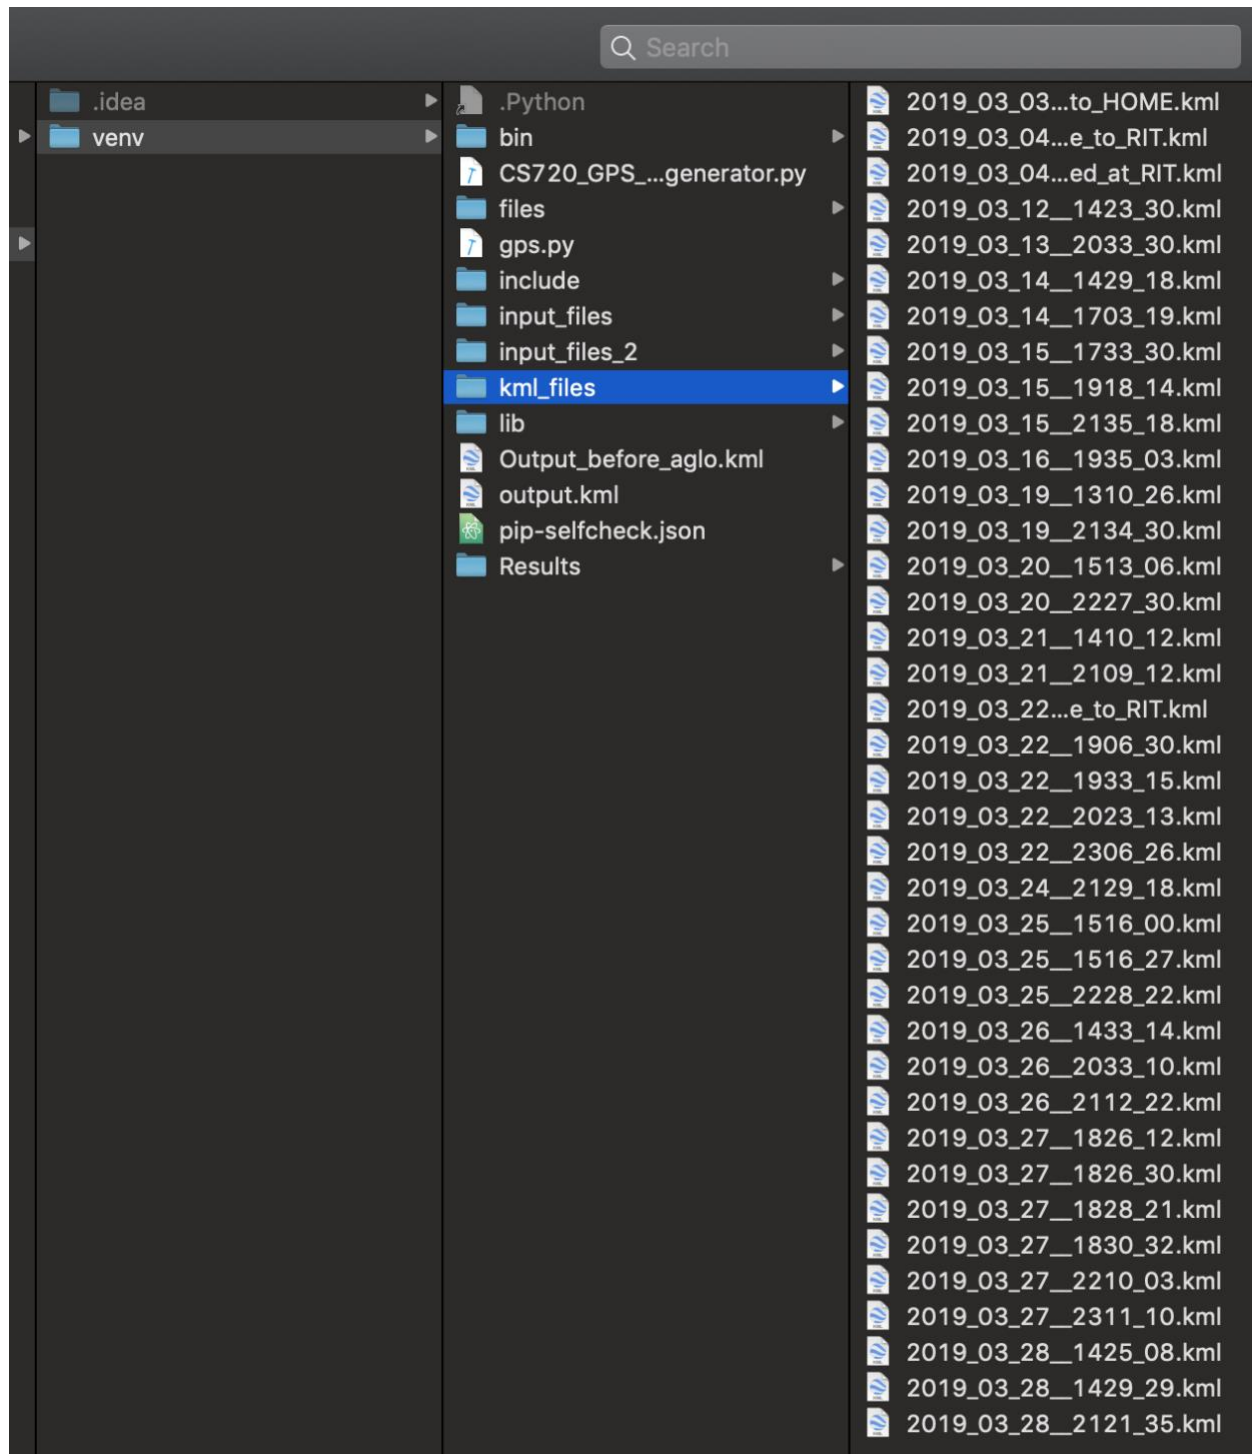 Search
.idea
venv
.Python
bin
CS720_GPS_...generator.py
files
gps.py
include
input_files
input_files_2
kml_files
lib
Output_before_aglo.kml
output.kml
pip-selfcheck.json
Results
2019_03_03...to_HOME.kml
2019_03_04...e_to_RIT.kml
2019_03_04...ed_at_RIT.kml
2019_03_12__1423_30.kml
2019_03_13__2033_30.kml
2019_03_14__1429_18.kml
2019_03_14__1703_19.kml
2019_03_15__1733_30.kml
2019_03_15__1918_14.kml
2019_03_15__2135_18.kml
2019_03_16__1935_03.kml
2019_03_19__1310_26.kml
2019_03_19__2134_30.kml
2019_03_20__1513_06.kml
2019_03_20__2227_30.kml
2019_03_21__1410_12.kml
2019_03_21__2109_12.kml
2019_03_22...e_to_RIT.kml
2019_03_22__1906_30.kml
2019_03_22__1933_15.kml
2019_03_22__2023_13.kml
2019_03_22__2306_26.kml
2019_03_24__2129_18.kml
2019_03_25__1516_00.kml
2019_03_25__1516_27.kml
2019_03_25__2228_22.kml
2019_03_26__1433_14.kml
2019_03_26__2033_10.kml
2019_03_26__2112_22.kml
2019_03_27__1826_12.kml
2019_03_27__1826_30.kml
2019_03_27__1828_21.kml
2019_03_27__1830_32.kml
2019_03_27__2210_03.kml
2019_03_27__2311_10.kml
2019_03_28__1425_08.kml
2019_03_28__1429_29.kml
2019_03_28__2121_35.kml